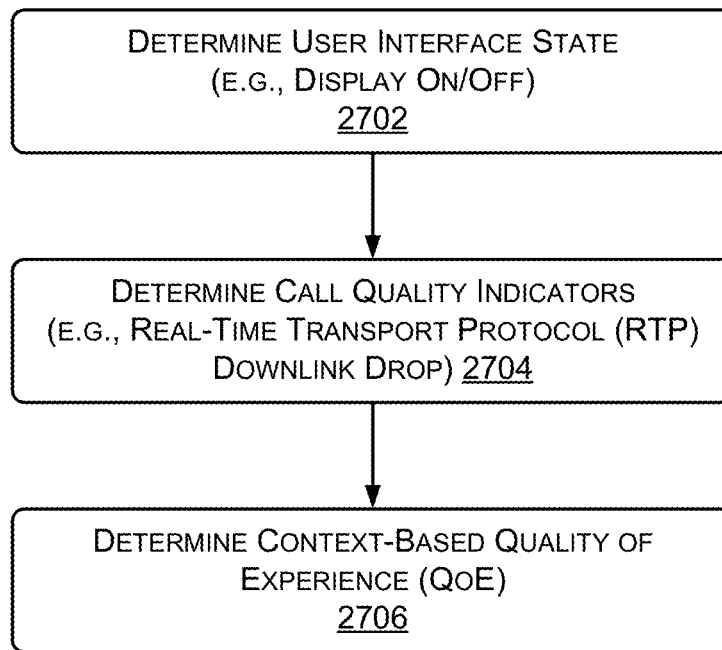 DETERMINE USER INTERFACE STATE
(E.G., DISPLAY ON/OFF)
2702
DETERMINE CALL QUALITY INDICATORS
(E.G., REAL-TIME TRANSPORT PROTOCOL (RTP)
DOWNLINK DROP) 2704
DETERMINE CONTEXT-BASED QUALITY OF
EXPERIENCE (QOE)
2706